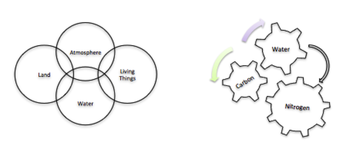 Atmosphere
Land
Living
Things
Water
Water
Carbon
Nitrogen